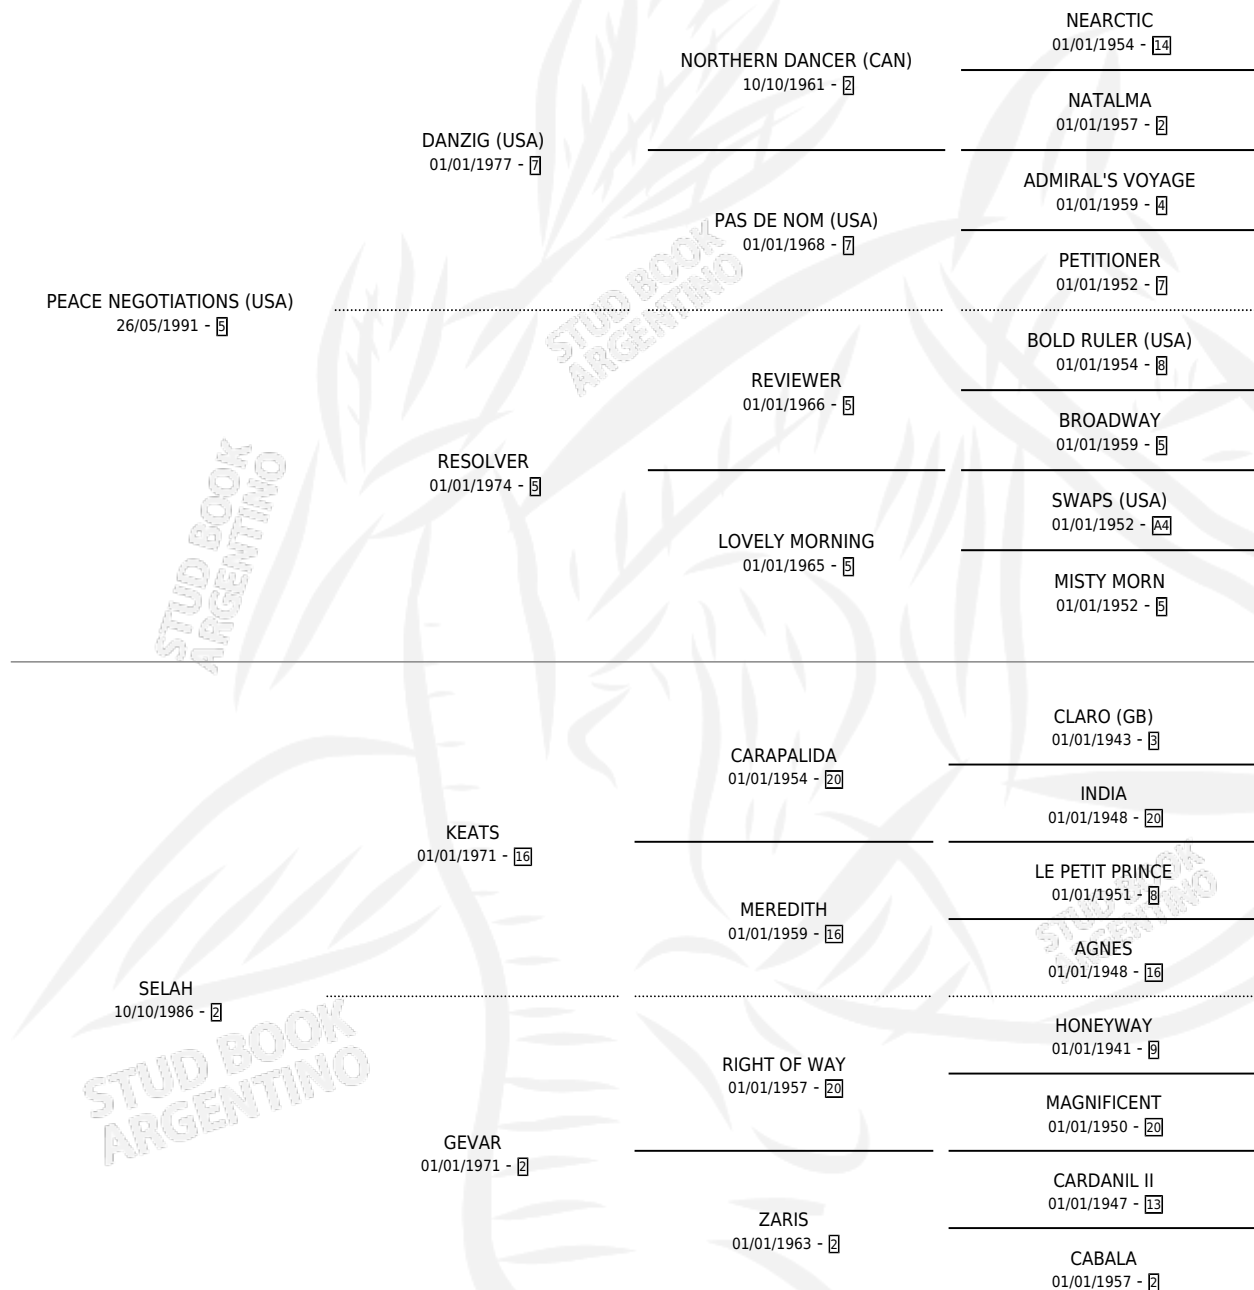 NEARCTIC
01/01/1954 - 14
NORTHERN DANCER (CAN)
10/10/1961 - 2
NATALMA
01/01/1957 - 2
DANZIG (USA)
01/01/1977 - 7
ADMIRAL'S VOYAGE
01/01/1959 - 4
PAS DE NOM (USA)
01/01/1968 - 7
PETITIONER
01/01/1952 - 7
PEACE NEGOTIATIONS (USA)
26/05/1991 - 5
BOLD RULER (USA)
01/01/1954 - 8
REVIEWER
01/01/1966 - 5
BROADWAY
01/01/1959 - 5
RESOLVER
01/01/1974 - 5
SWAPS (USA)
01/01/1952 - A4
LOVELY MORNING
01/01/1965 - 5
MISTY MORN
01/01/1952 - 5
CLARO (GB)
01/01/1943 - 3
CARAPALIDA
01/01/1954 - 20
INDIA
01/01/1948 - 20
KEATS
01/01/1971 - 16
LE PETIT PRINCE
01/01/1951 - 8
MEREDITH
01/01/1959 - 16
AGNES
01/01/1948 - 16
SELAH
10/10/1986 - 2
HONEYWAY
01/01/1941 - 9
RIGHT OF WAY
01/01/1957 - 20
MAGNIFICENT
01/01/1950 - 20
GEVAR
01/01/1971 - 2
CARDANIL II
01/01/1947 - 13
ZARIS
01/01/1963 - 2
CABALA
01/01/1957 - 2
STUD BOOK
ARGENTINO
STUD BOOK
ARGENTINO
STUD BOOK
ARGENTINO
STUD BOOK
ARGENTINO